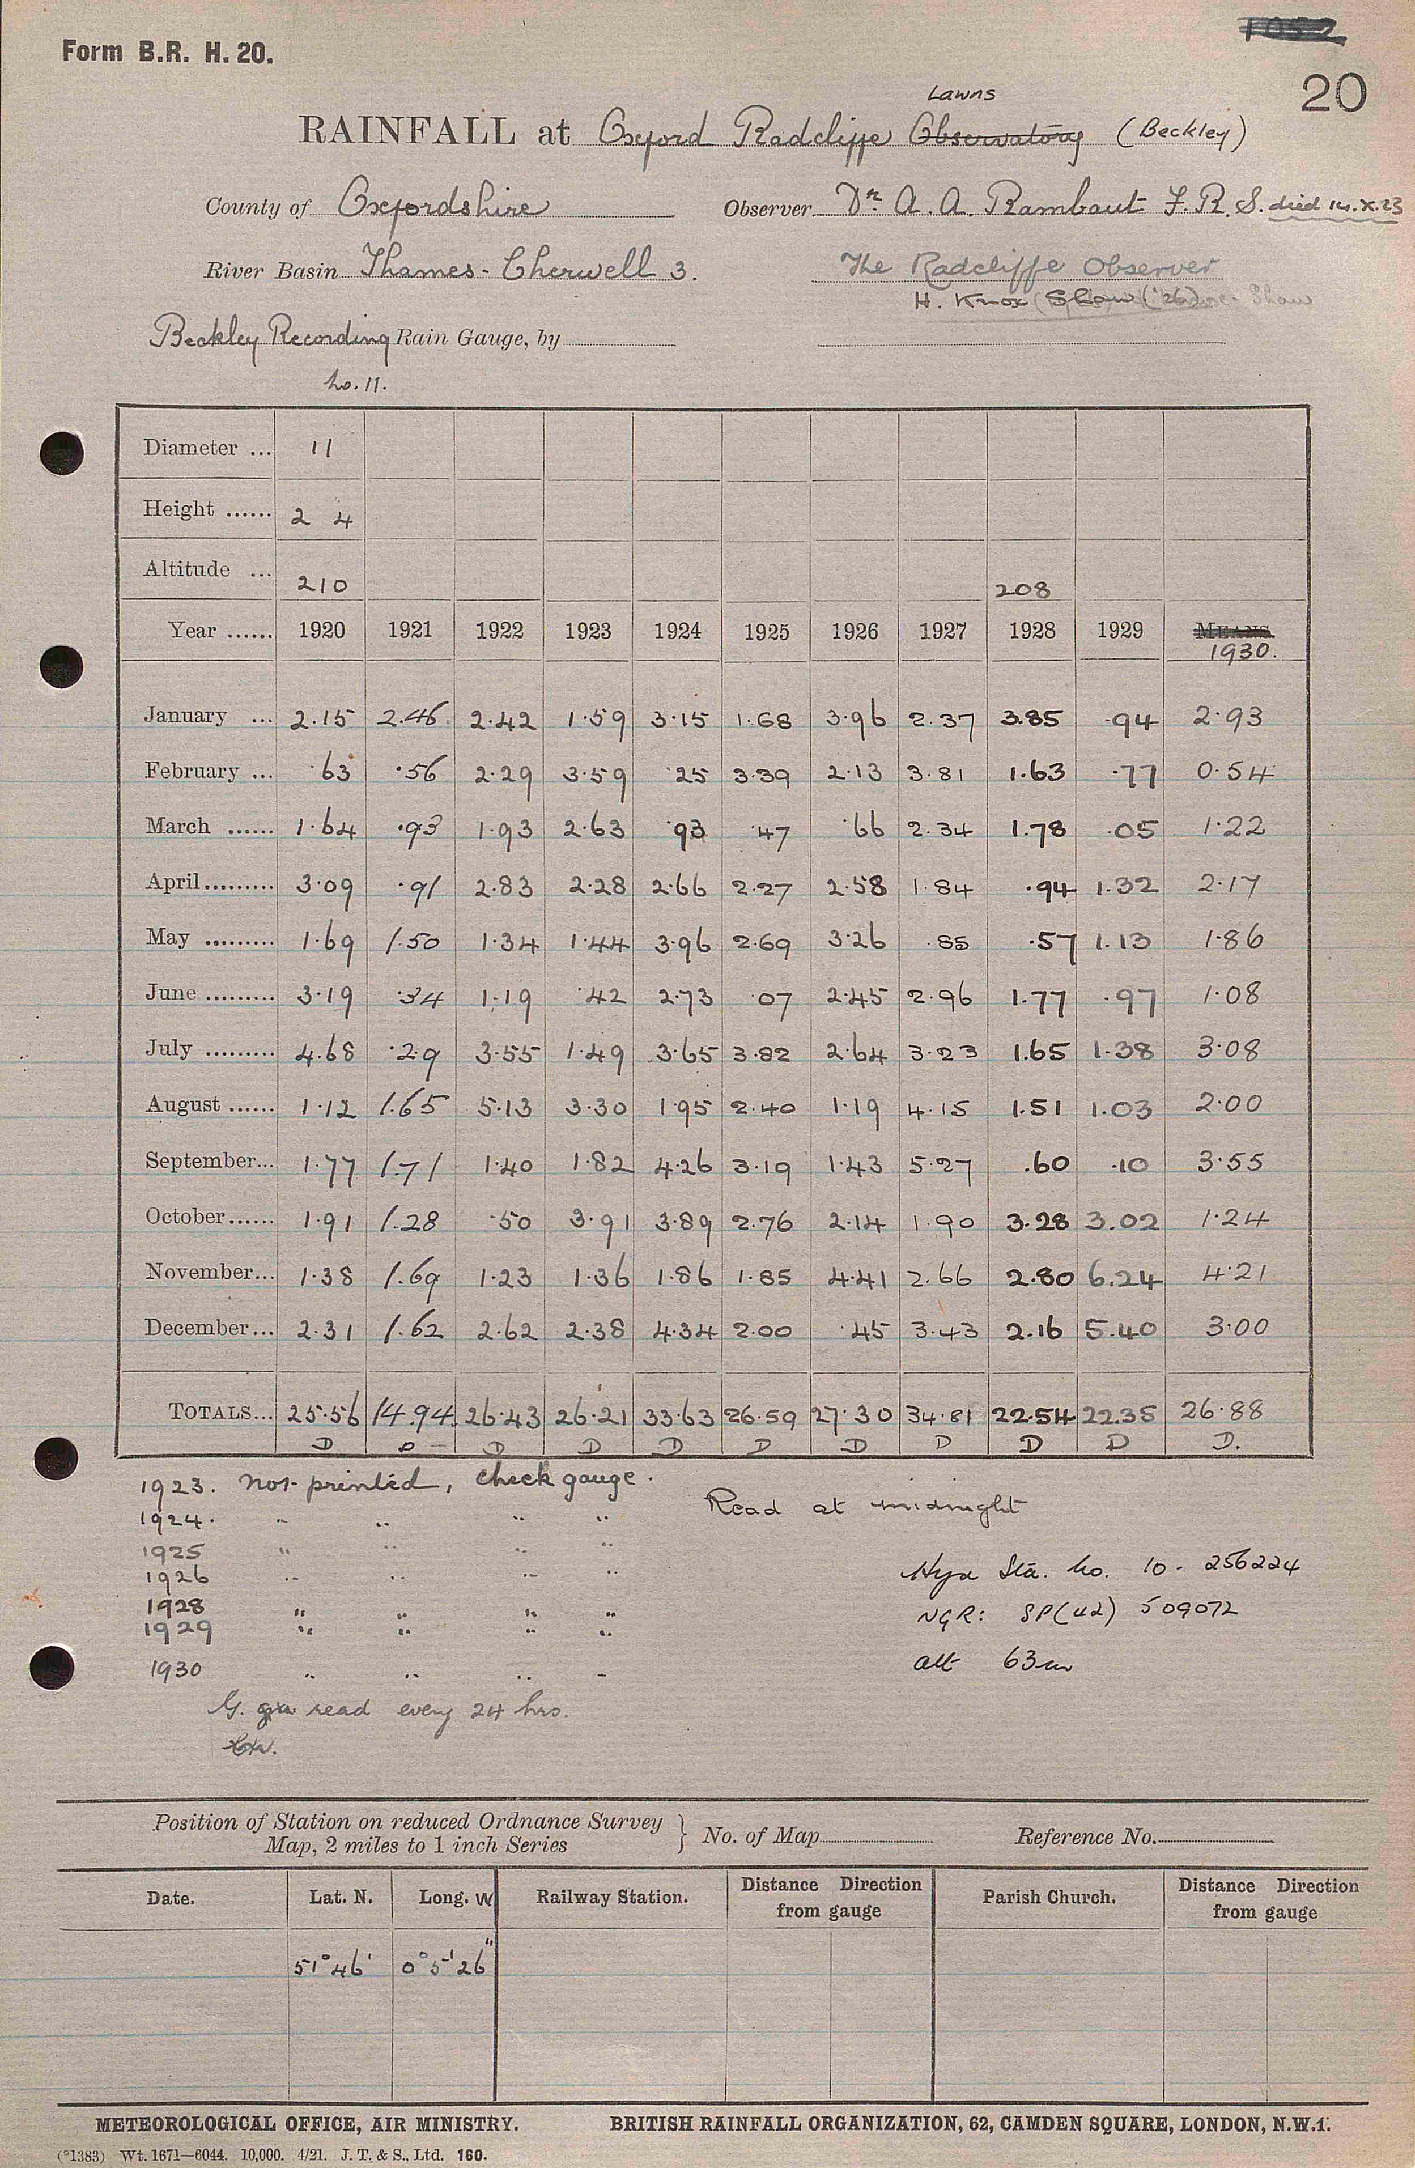 Form B.R. H. 20.
20
Lawns
RAINFALL at Oxford Radcliffe Observatory (Beckley)
County of Oxfordshire Observer Dr. A. A. Rambaut F.R.S. died 14.X.23
River Basin Thames - Cherwell 3. The Radcliffe Observer
H. Knox Shaw ('26)
Beckley Recording Rain Gauge, by
No. 11.
Diameter ... 11
Height ...... 2 4
Altitude ... 210 208
Year ...... 1920 1921 1922 1923 1924 1925 1926 1927 1928 1929 MEANS
1930.
January ... 2.15 2.46 2.42 1.59 3.15 1.68 3.96 2.37 3.85 .94 2.93
February ... .63 .56 2.29 3.59 .25 3.39 2.13 3.81 1.63 .77 0.54
March ...... 1.64 .93 1.93 2.63 .93 .47 .66 2.34 1.78 .05 1.22
April ......... 3.09 .91 2.83 2.28 2.66 2.27 2.58 1.84 .94 1.32 2.17
May ......... 1.69 1.50 1.34 1.44 3.96 2.69 3.26 .85 .57 1.13 1.86
June ......... 3.19 .34 1.19 .42 2.73 .07 2.45 2.96 1.77 .97 1.08
July ......... 4.68 .29 3.55 1.49 3.65 3.82 2.64 3.23 1.65 1.38 3.08
August ...... 1.12 1.65 5.13 3.30 1.95 2.40 1.19 4.15 1.51 1.03 2.00
September... 1.77 1.71 1.40 1.82 4.26 3.19 1.43 5.27 .60 .10 3.55
October...... 1.91 1.28 .50 3.91 3.89 2.76 2.14 1.90 3.28 3.02 1.24
November... 1.38 1.69 1.23 1.36 1.86 1.85 4.41 2.66 2.80 6.24 4.21
December... 2.31 1.62 2.62 2.38 4.34 2.00 .45 3.43 2.16 5.40 3.00
TOTALS... 25.56 14.94 26.43 26.21 33.63 26.59 27.30 34.81 22.54 22.35 26.88
D D D D D D D D D D.
1923. Not printed, check gauge.
Read at midnight
1924. " " " "
1925 " " " "
1926 " " " "
1928 " " " "
1929 " " " "
1930 " " " "
Hyd Sta. No. 10. 256224
NGR: SP(42) 509072
alt 63m
G. read every 24 hrs.
Position of Station on reduced Ordnance Survey
Map, 2 miles to 1 inch Series } No. of Map Reference No.
Date. Lat. N. Long. W Railway Station. Distance Direction from gauge Parish Church. Distance Direction from gauge
51° 46' 0° 5' 26"
METEOROLOGICAL OFFICE, AIR MINISTRY. BRITISH RAINFALL ORGANIZATION, 62, CAMDEN SQUARE, LONDON, N.W.1.
(*1383) Wt. 1671—6044. 10,000. 4/21. J. T. & S., Ltd. 160.